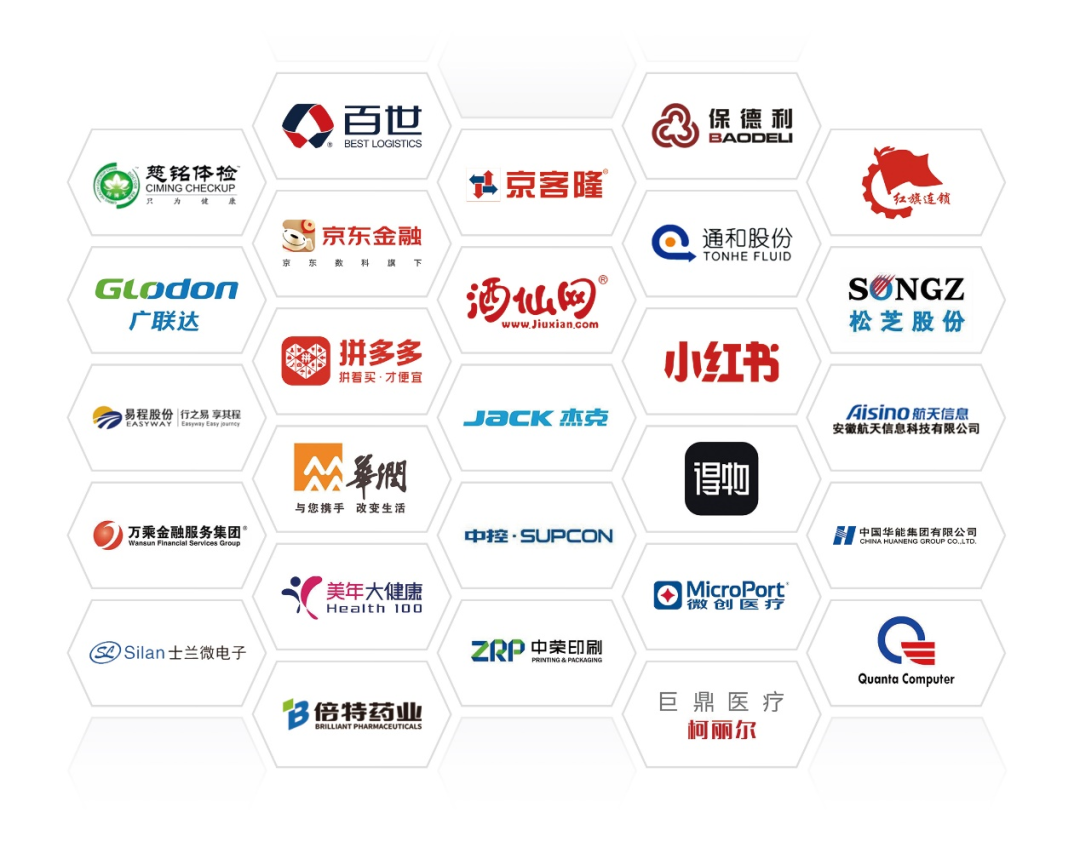 慈铭体检
CIMING CHECKUP
只为健康
Glodon
广联达
易程股份
EASYWAY
行之易 享其程
Easyway Easy journey
万乘金融服务集团®
Wansun Financial Services Group
SL Silan 士兰微电子
百世
BEST LOGISTICS
®
京东金融
京东数科旗下
拼
拼多多
拼着买·才便宜
華潤
与您携手 改变生活
美年大健康
Health 100
B 倍特药业
BRILLIANT PHARMACEUTICALS
京客隆®
酒仙网®
www.Jiuxian.com
JACK 杰克
中控·SUPCON
ZRP 中荣印刷
PRINTING & PACKAGING
保德利
BAODELI
通和股份
TONHE FLUID
小红书
得物
MicroPort
微创医疗
巨鼎医疗
柯丽尔
红旗连锁
SONGZ
松芝股份
Aisino 航天信息
安徽航天信息科技有限公司
中国华能集团有限公司
CHINA HUANENG GROUP CO.,LTD.
Quanta Computer